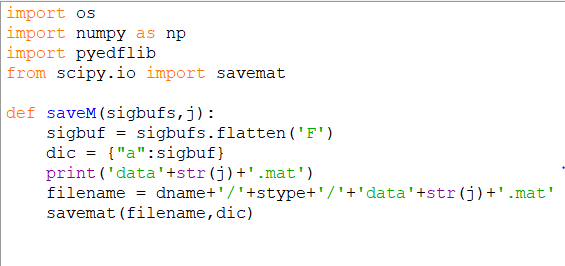 import os
import numpy as np
import pyedflib
from scipy.io import savemat
def saveM(sigbufs,j):
    sigbuf = sigbufs.flatten('F')
    dic = {"a":sigbuf}
    print('data'+str(j)+'.mat')
    filename = dname+'/'+stype+'/'+'data'+str(j)+'.mat'
    savemat(filename,dic)